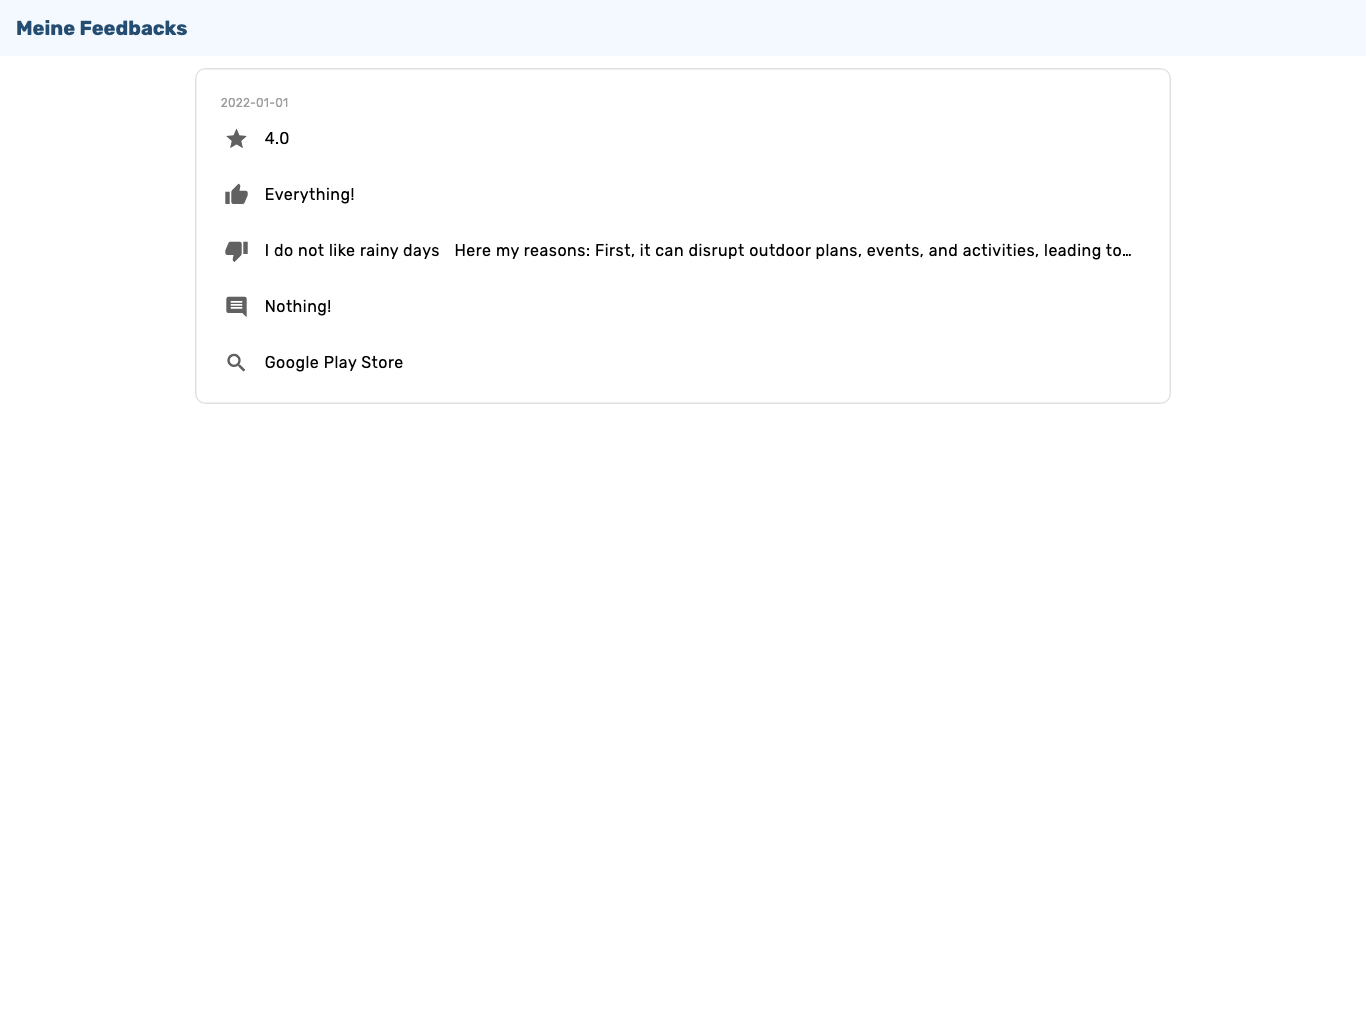 Meine Feedbacks
2022-01-01
4.0
Everything!
I do not like rainy days Here my reasons: First, it can disrupt outdoor plans, events, and activities, leading to…
Nothing!
Google Play Store